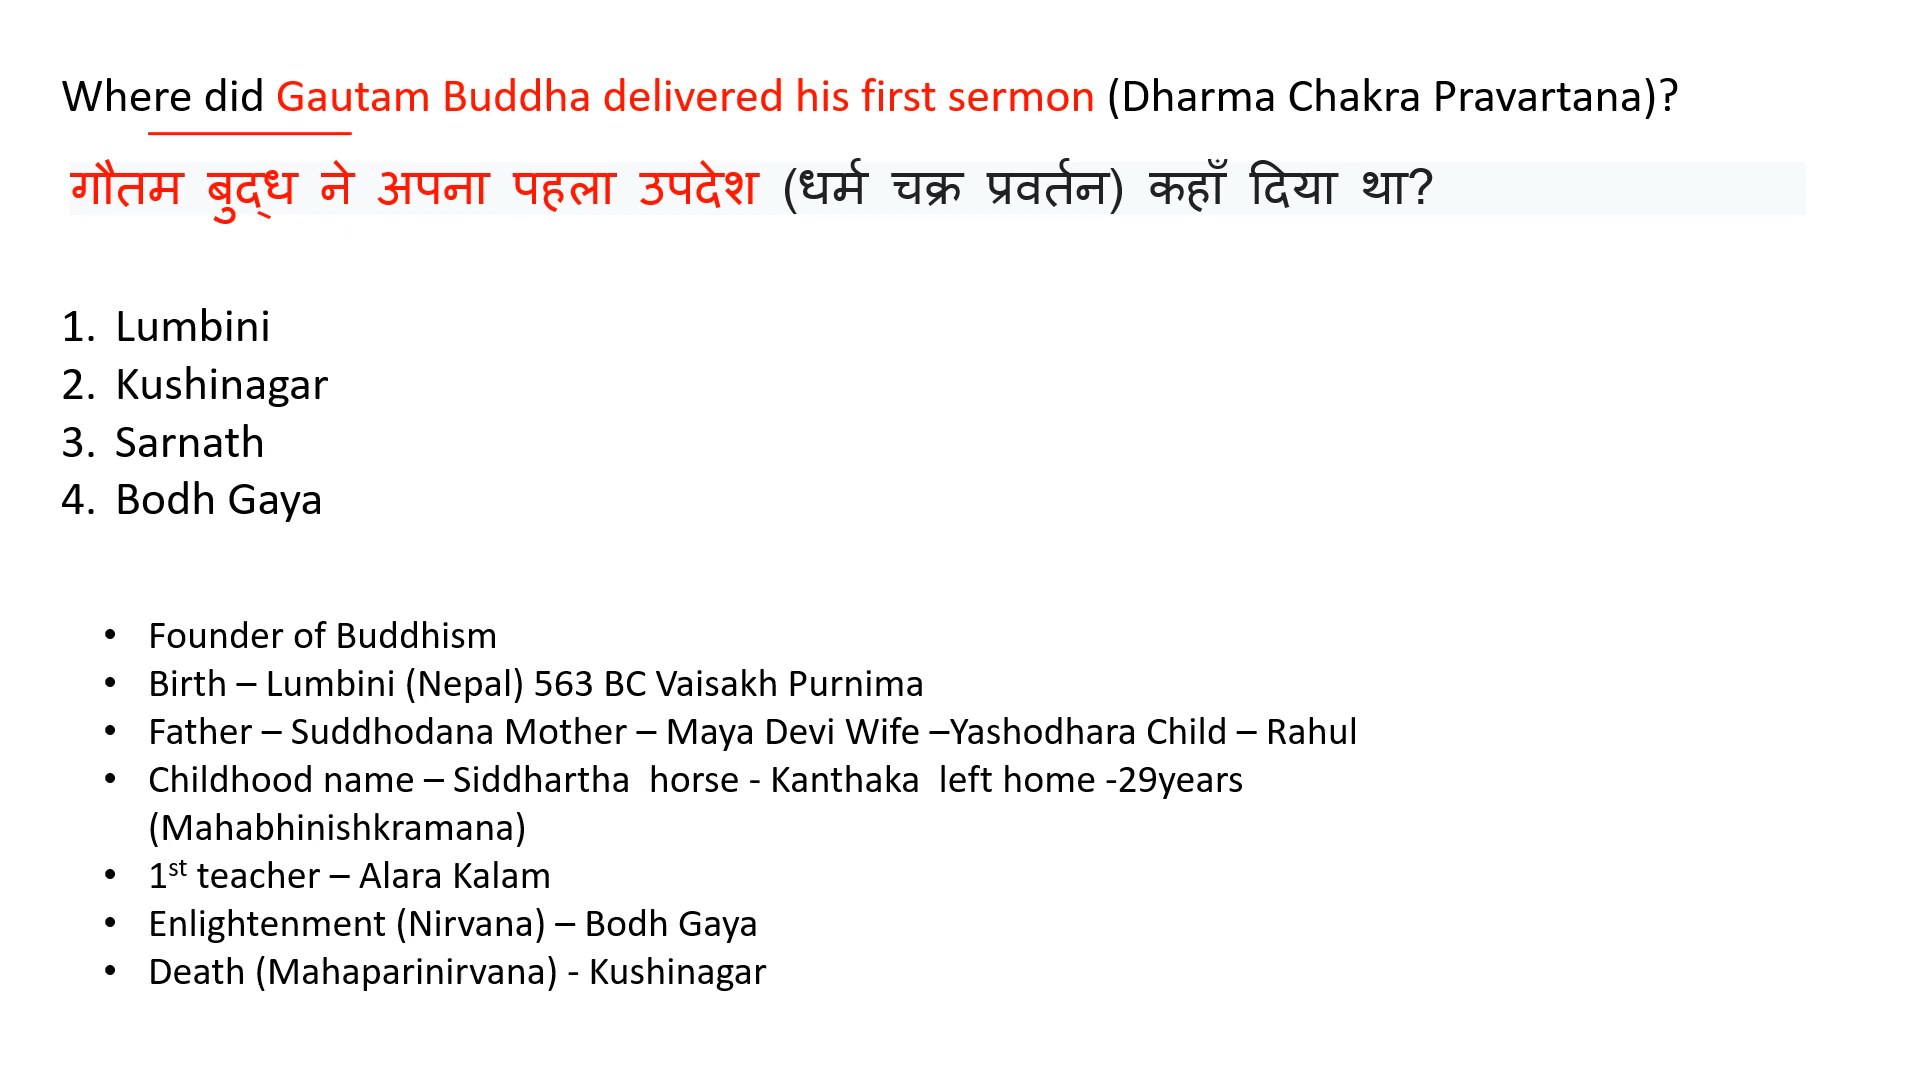 Where did Gautam Buddha delivered his first sermon (Dharma Chakra Pravartana)?
गौतम बुद्ध ने अपना पहला उपदेश (धर्म चक्र प्रवर्तन) कहाँ दिया था?
1. Lumbini
2. Kushinagar
3. Sarnath
4. Bodh Gaya
• Founder of Buddhism
• Birth – Lumbini (Nepal) 563 BC Vaisakh Purnima
• Father – Suddhodana Mother – Maya Devi Wife –Yashodhara Child – Rahul
• Childhood name – Siddhartha  horse - Kanthaka  left home -29years
(Mahabhinishkramana)
• 1st teacher – Alara Kalam
• Enlightenment (Nirvana) – Bodh Gaya
• Death (Mahaparinirvana) - Kushinagar